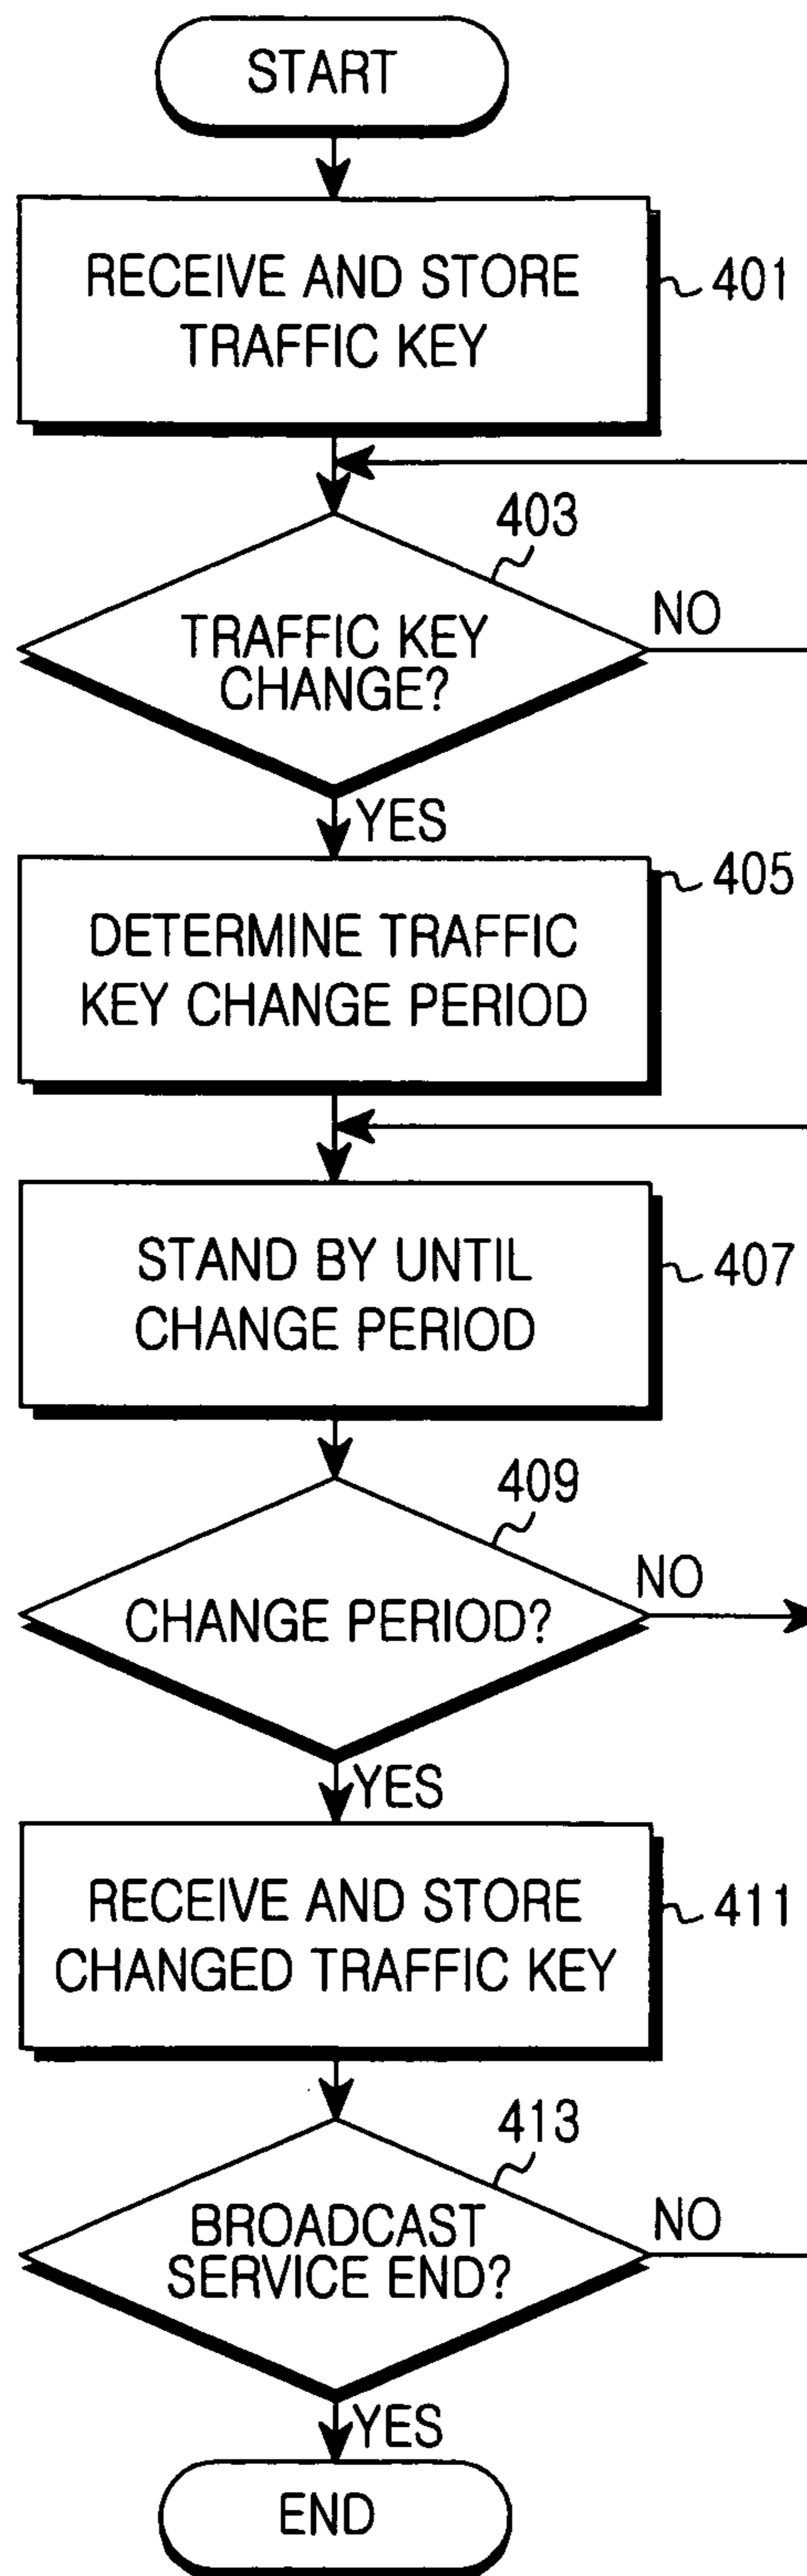 START
RECEIVE AND STORE
TRAFFIC KEY
401
403
TRAFFIC KEY
CHANGE?
NO
YES
405
DETERMINE TRAFFIC
KEY CHANGE PERIOD
STAND BY UNTIL
CHANGE PERIOD
407
409
CHANGE PERIOD?
NO
YES
RECEIVE AND STORE
CHANGED TRAFFIC KEY
411
413
BROADCAST
SERVICE END?
NO
YES
END